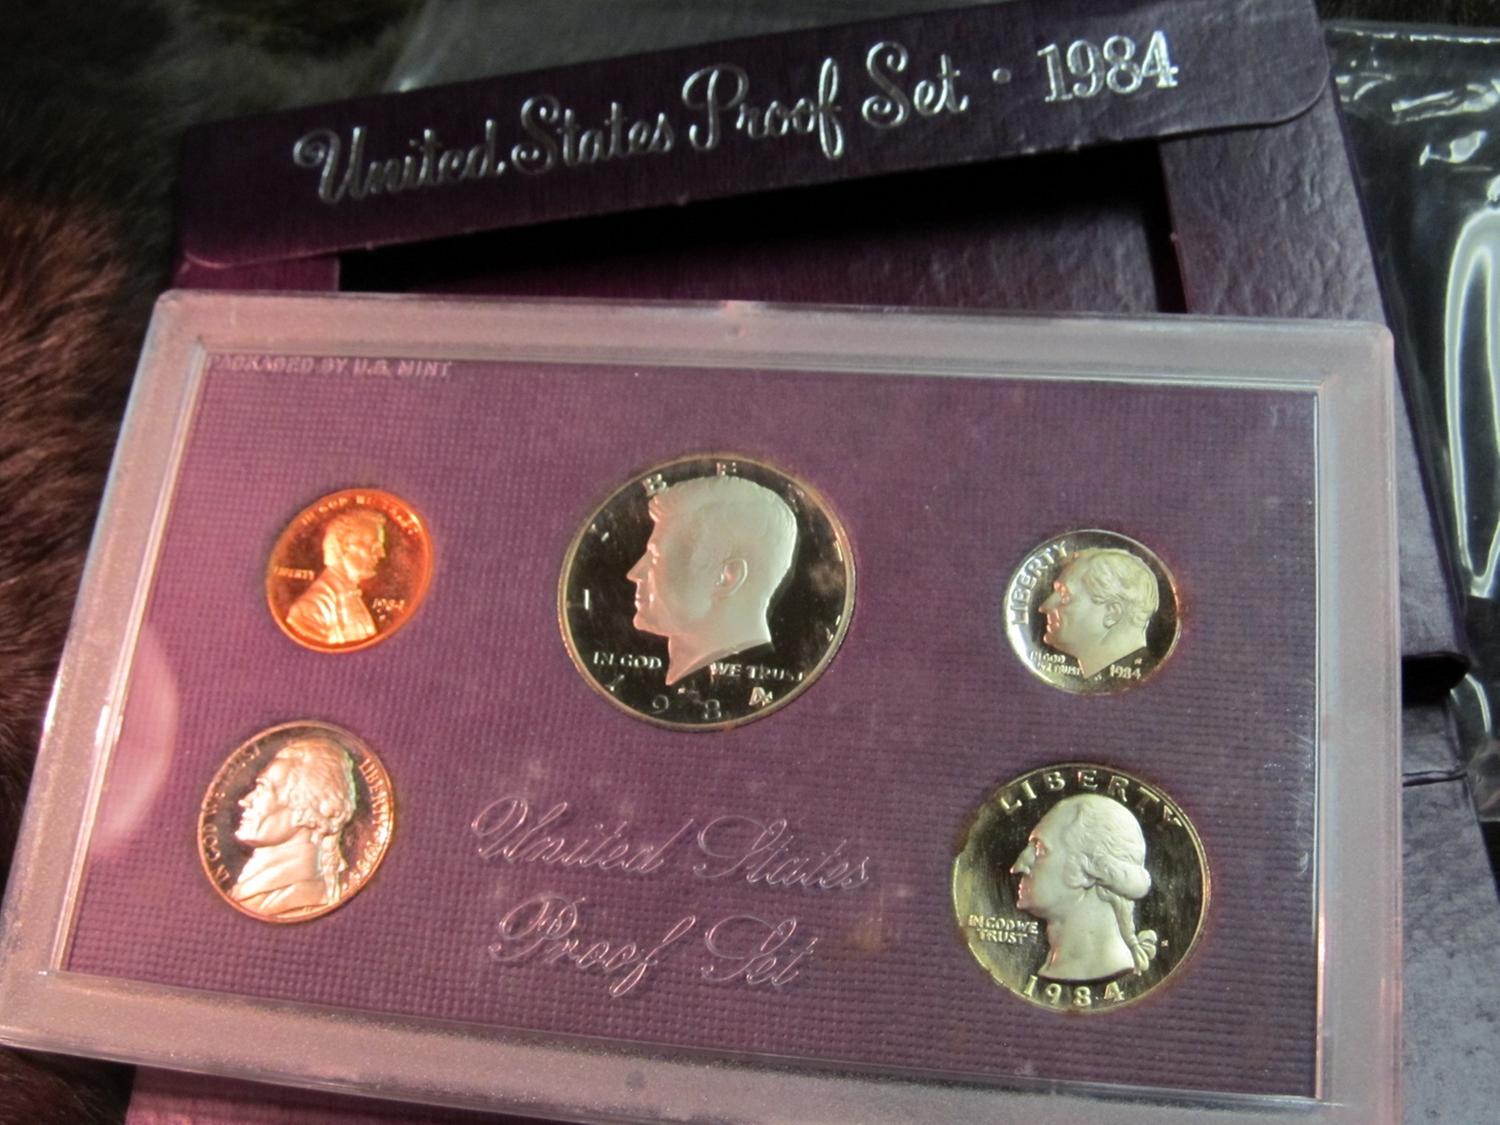 United States Proof Set · 1984
PACKAGED BY U.S. MINT
IN GOD WE TRUST
LIBERTY
1984
IN GOD WE TRUST
1984
LIBERTY
IN GOD
WE TRUST
1984
IN GOD WE TRUST
LIBERTY
1984
LIBERTY
IN GOD WE
TRUST
1984
United States
Proof Set